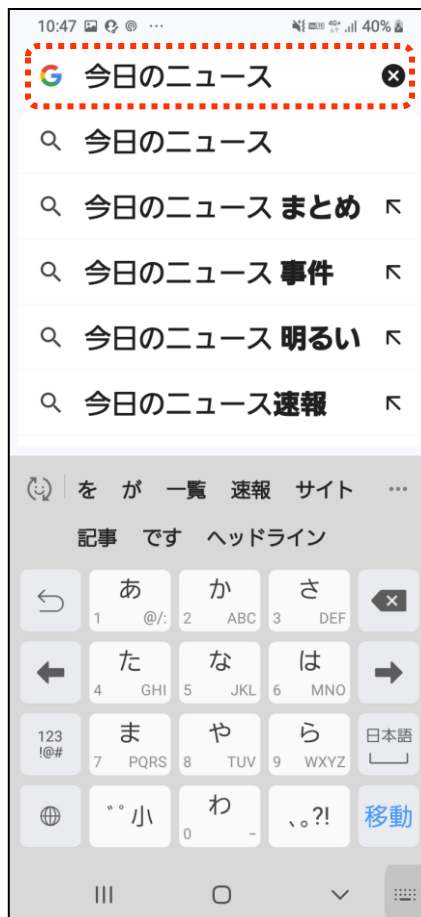 10:47 ... 40%
今日のニュース
今日のニュース
今日のニュース まとめ
今日のニュース 事件
今日のニュース 明るい
今日のニュース速報
を が 一覧 速報 サイト ...
記事 です ヘッドライン
あ か さ
1 @/: 2 ABC 3 DEF
た な は
4 GHI 5 JKL 6 MNO
123 ま や ら 日本語
!@# 7 PQRS 8 TUV 9 WXYZ
゛゜小 わ 、。?! 移動
0 –